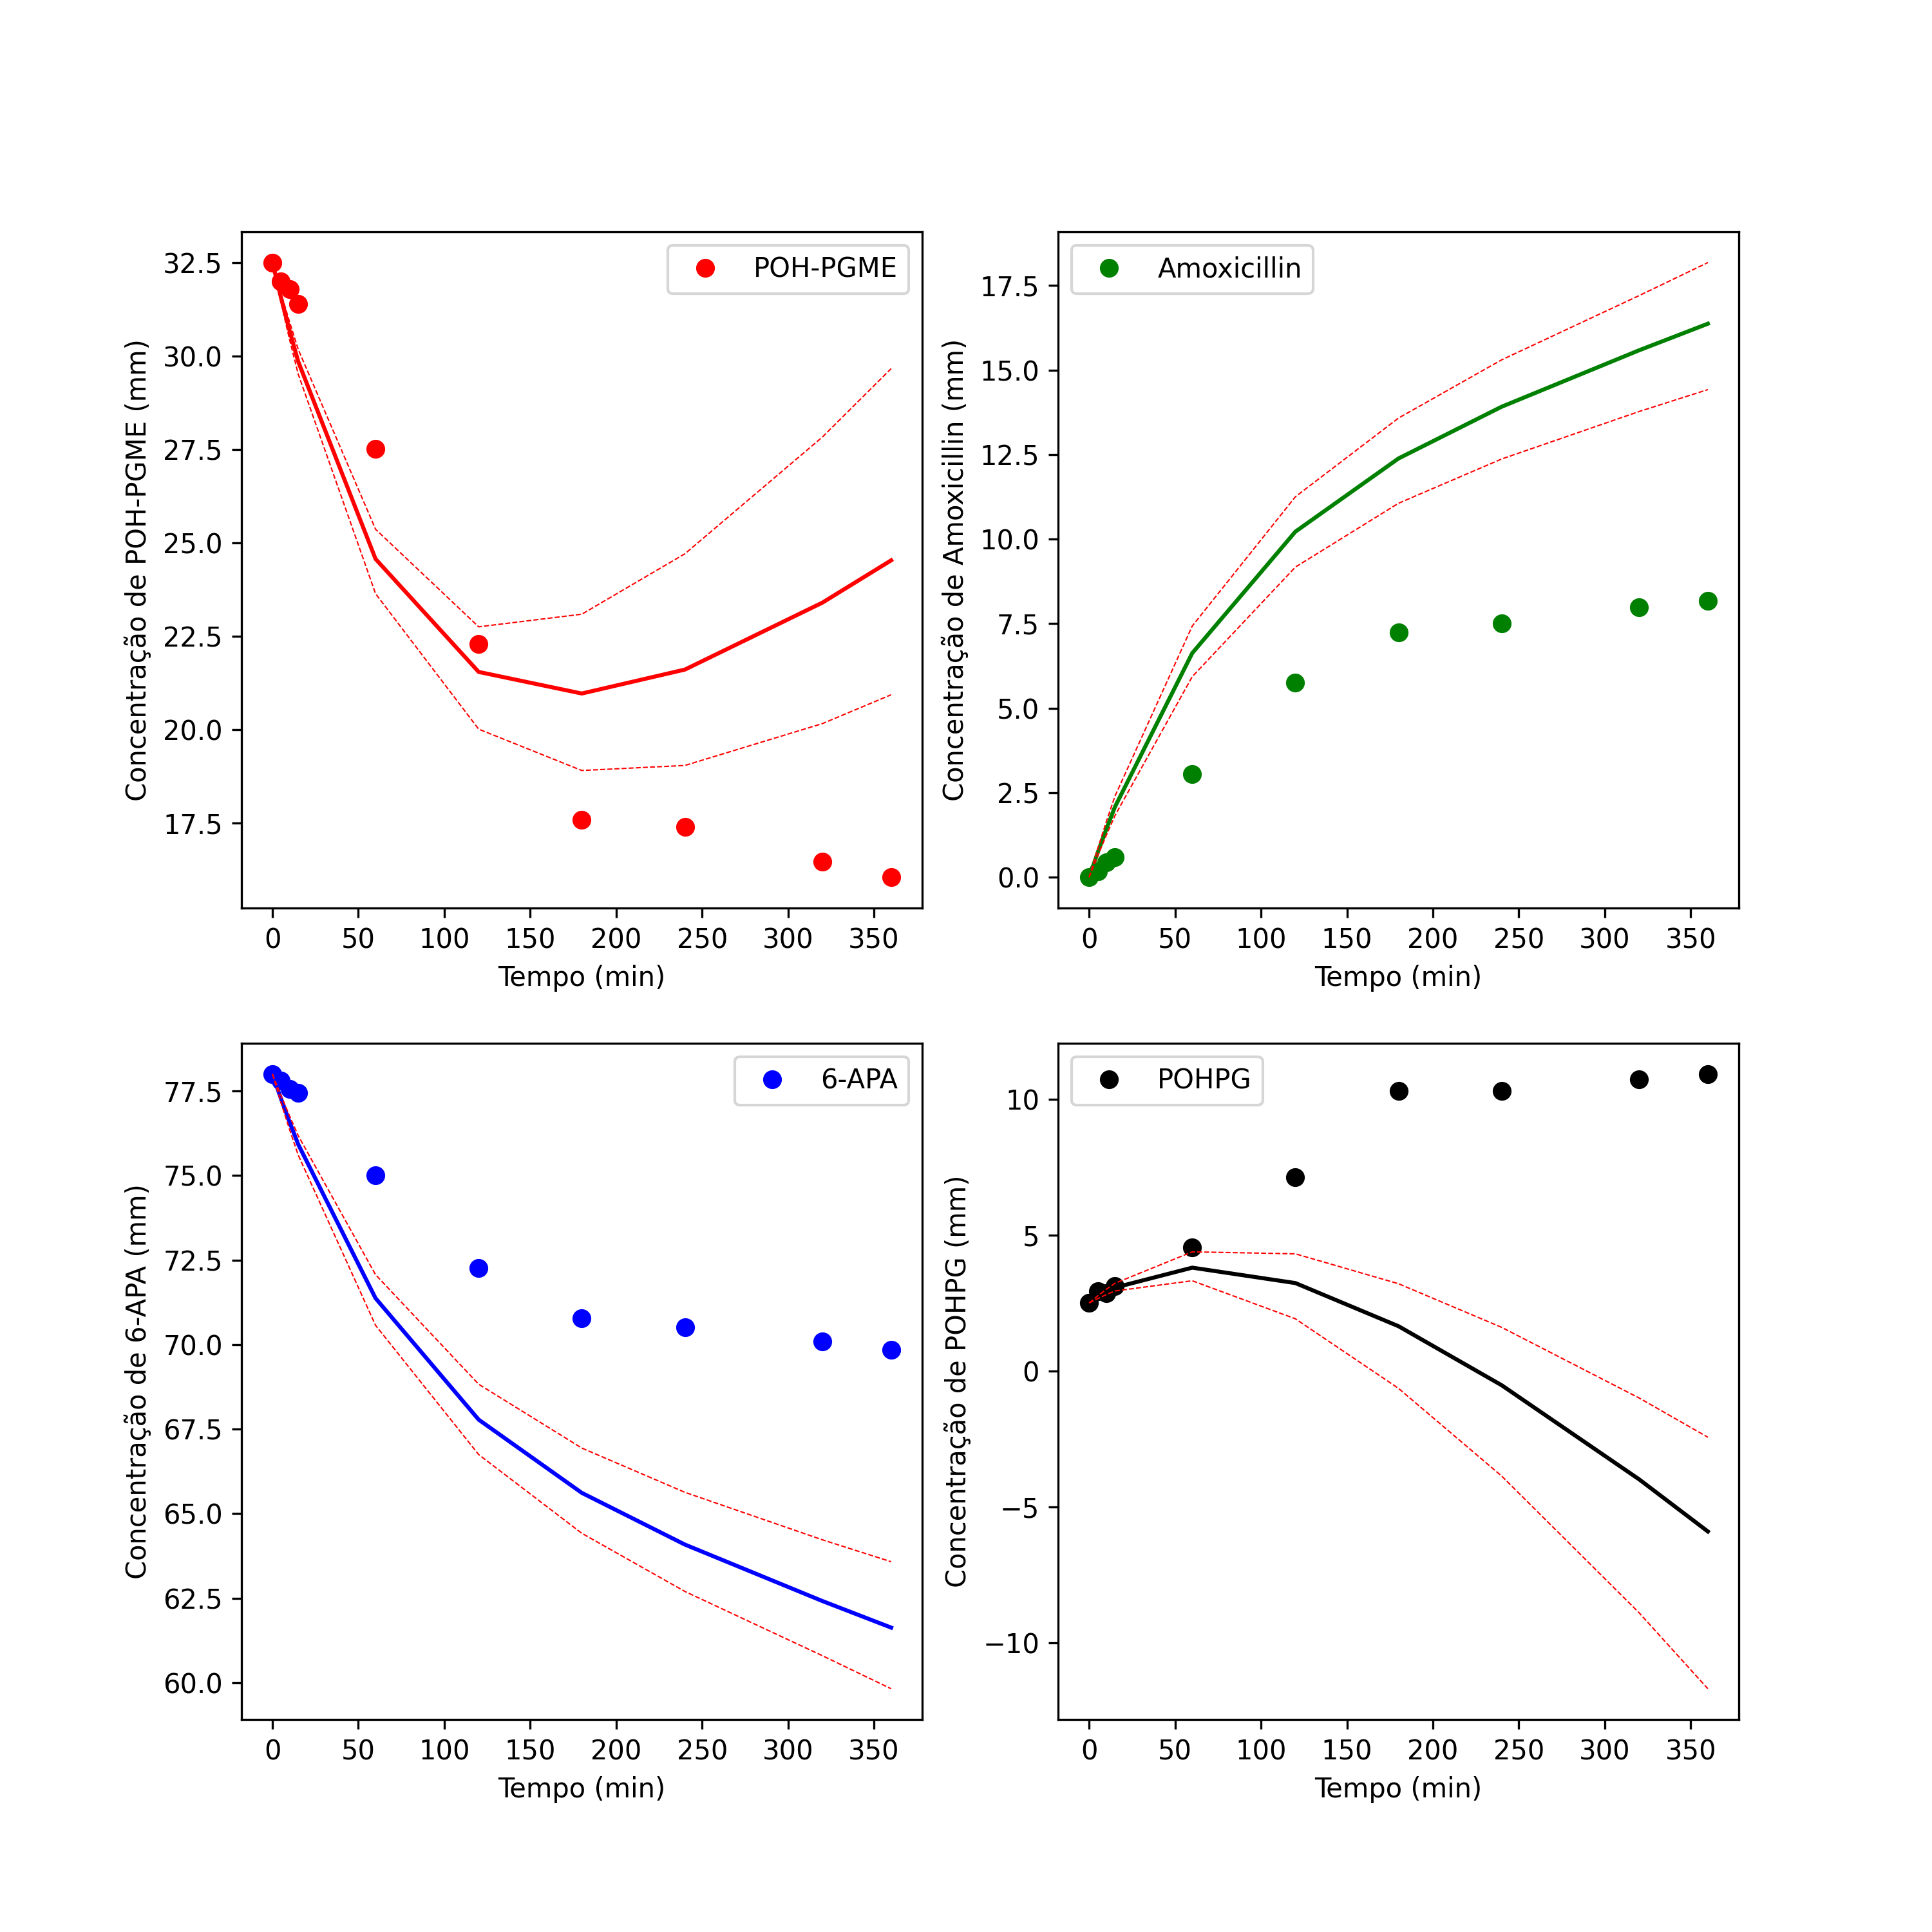 POH-PGME
32.5
30.0
27.5
25.0
22.5
20.0
17.5
Concentração de POH-PGME (mm)
0 50 100 150 200 250 300 350
Tempo (min)
Amoxicillin
17.5
15.0
12.5
10.0
7.5
5.0
2.5
0.0
Concentração de Amoxicillin (mm)
0 50 100 150 200 250 300 350
Tempo (min)
6-APA
77.5
75.0
72.5
70.0
67.5
65.0
62.5
60.0
Concentração de 6-APA (mm)
0 50 100 150 200 250 300 350
Tempo (min)
POHPG
10
5
0
−5
−10
Concentração de POHPG (mm)
0 50 100 150 200 250 300 350
Tempo (min)